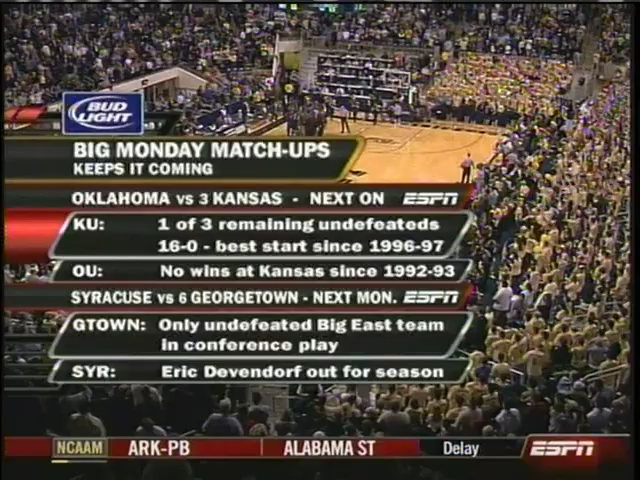 BUD LIGHT
BIG MONDAY MATCH-UPS
KEEPS IT COMING
OKLAHOMA vs 3 KANSAS - NEXT ON ESPN
KU: 1 of 3 remaining undefeateds
16-0 - best start since 1996-97
OU: No wins at Kansas since 1992-93
SYRACUSE vs 6 GEORGETOWN - NEXT MON. ESPN
GTOWN: Only undefeated Big East team
in conference play
SYR: Eric Devendorf out for season
NCAAM ARK-PB ALABAMA ST Delay ESPN